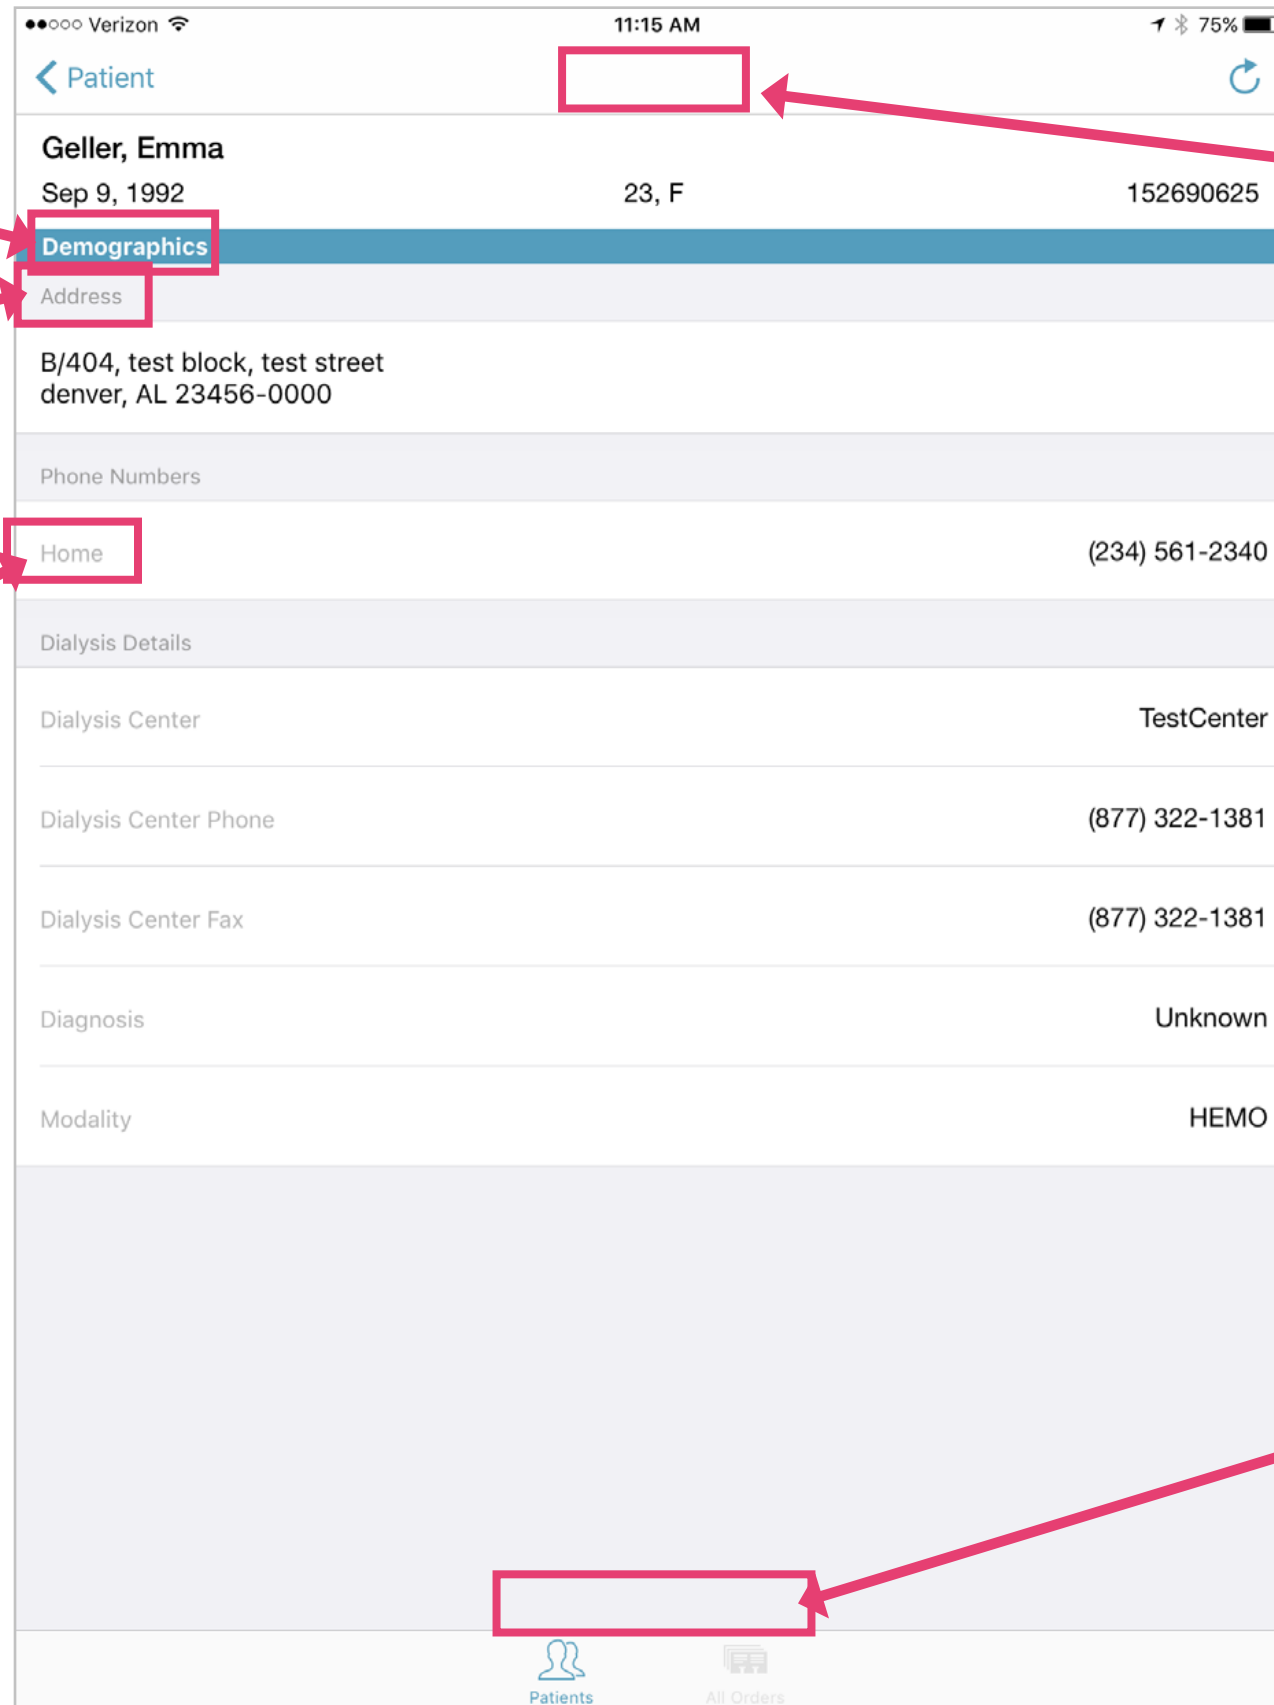 Verizon 11:15 AM 75%
Patient
Geller, Emma
Sep 9, 1992 23, F 152690625
Demographics
Address
B/404, test block, test street
denver, AL 23456-0000
Phone Numbers
Home (234) 561-2340
Dialysis Details
Dialysis Center TestCenter
Dialysis Center Phone (877) 322-1381
Dialysis Center Fax (877) 322-1381
Diagnosis Unknown
Modality HEMO
Patients All Orders